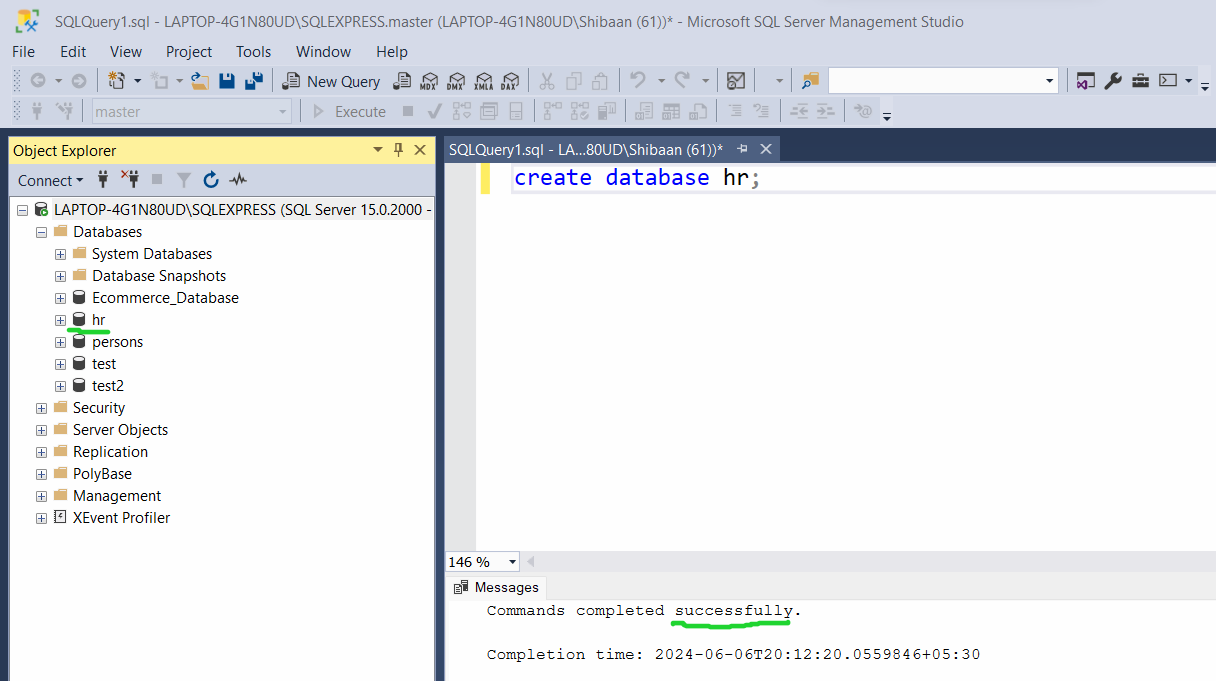 SQLQuery1.sql - LAPTOP-4G1N80UD\SQLEXPRESS.master (LAPTOP-4G1N80UD\Shibaan (61))* - Microsoft SQL Server Management Studio
File Edit View Project Tools Window Help
New Query MDX DMX XMLA DAX
master Execute
Object Explorer
SQLQuery1.sql - LA...80UD\Shibaan (61))*
Connect
create database hr;
LAPTOP-4G1N80UD\SQLEXPRESS (SQL Server 15.0.2000 -
Databases
System Databases
Database Snapshots
Ecommerce_Database
hr
persons
test
test2
Security
Server Objects
Replication
PolyBase
Management
XEvent Profiler
146 %
Messages
Commands completed successfully.
Completion time: 2024-06-06T20:12:20.0559846+05:30